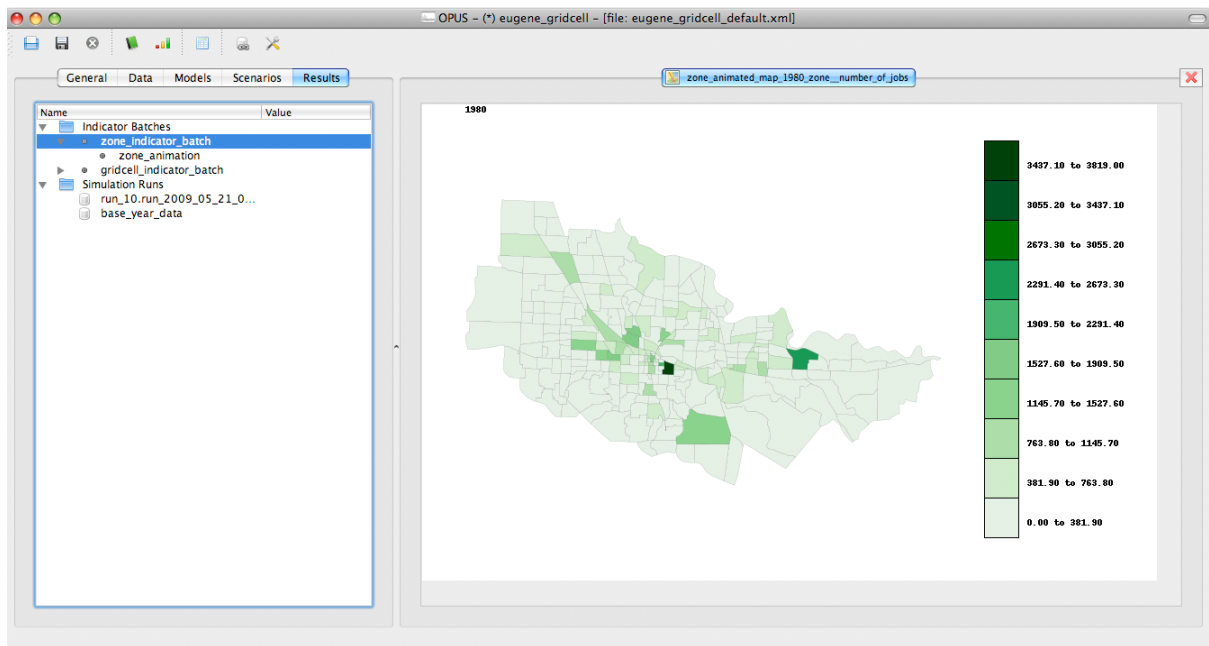 OPUS – (*) eugene_gridcell – [file: eugene_gridcell_default.xml]
General Data Models Scenarios Results
zone_animated_map_1980_zone__number_of_jobs
Name Value
Indicator Batches
zone_indicator_batch
zone_animation
gridcell_indicator_batch
Simulation Runs
run_10.run_2009_05_21_0...
base_year_data
1980
3437.10 to 3819.00
3055.20 to 3437.10
2673.30 to 3055.20
2291.40 to 2673.30
1909.50 to 2291.40
1527.60 to 1909.50
1145.70 to 1527.60
763.80 to 1145.70
381.90 to 763.80
0.00 to 381.90